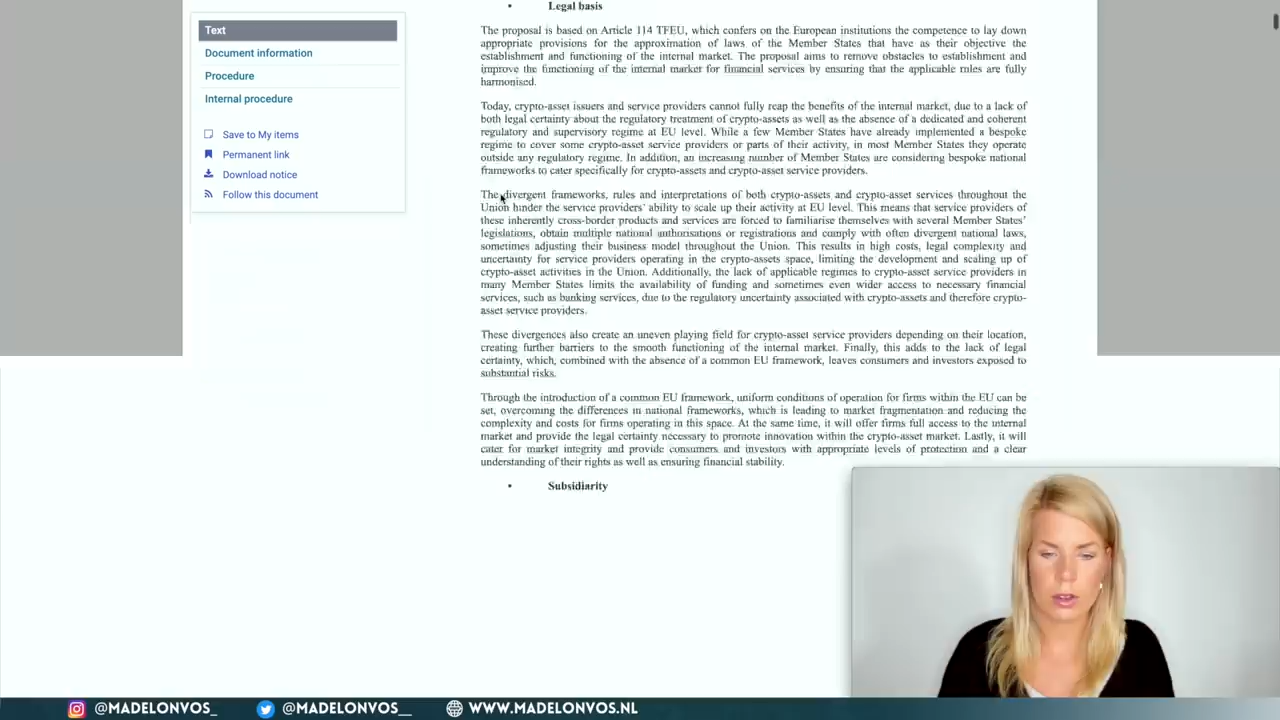 • Legal basis
Text
Document information
Procedure
Internal procedure
Save to My items
Permanent link
Download notice
Follow this document
The proposal is based on Article 114 TFEU, which confers on the European institutions the competence to lay down
appropriate provisions for the approximation of laws of the Member States that have as their objective the
establishment and functioning of the internal market. The proposal aims to remove obstacles to establishment and
improve the functioning of the internal market for financial services by ensuring that the applicable rules are fully
harmonised.
Today, crypto-asset issuers and service providers cannot fully reap the benefits of the internal market, due to a lack of
both legal certainty about the regulatory treatment of crypto-assets as well as the absence of a dedicated and coherent
regulatory and supervisory regime at EU level. While a few Member States have already implemented a bespoke
regime to cover some crypto-asset service providers or parts of their activity, in most Member States they operate
outside any regulatory regime. In addition, an increasing number of Member States are considering bespoke national
frameworks to cater specifically for crypto-assets and crypto-asset service providers.
The divergent frameworks, rules and interpretations of both crypto-assets and crypto-asset services throughout the
Union hinder the service providers' ability to scale up their activity at EU level. This means that service providers of
these inherently cross-border products and services are forced to familiarise themselves with several Member States'
legislations, obtain multiple national authorisations or registrations and comply with often divergent national laws,
sometimes adjusting their business model throughout the Union. This results in high costs, legal complexity and
uncertainty for service providers operating in the crypto-assets space, limiting the development and scaling up of
crypto-asset activities in the Union. Additionally, the lack of applicable regimes to crypto-asset service providers in
many Member States limits the availability of funding and sometimes even wider access to necessary financial
services, such as banking services, due to the regulatory uncertainty associated with crypto-assets and therefore crypto-
asset service providers.
These divergences also create an uneven playing field for crypto-asset service providers depending on their location,
creating further barriers to the smooth functioning of the internal market. Finally, this adds to the lack of legal
certainty, which, combined with the absence of a common EU framework, leaves consumers and investors exposed to
substantial risks.
Through the introduction of a common EU framework, uniform conditions of operation for firms within the EU can be
set, overcoming the differences in national frameworks, which is leading to market fragmentation and reducing the
complexity and costs for firms operating in this space. At the same time, it will offer firms full access to the internal
market and provide the legal certainty necessary to promote innovation within the crypto-asset market. Lastly, it will
cater for market integrity and provide consumers and investors with appropriate levels of protection and a clear
understanding of their rights as well as ensuring financial stability.
• Subsidiarity
@MADELONVOS_
@MADELONVOS__
WWW.MADELONVOS.NL